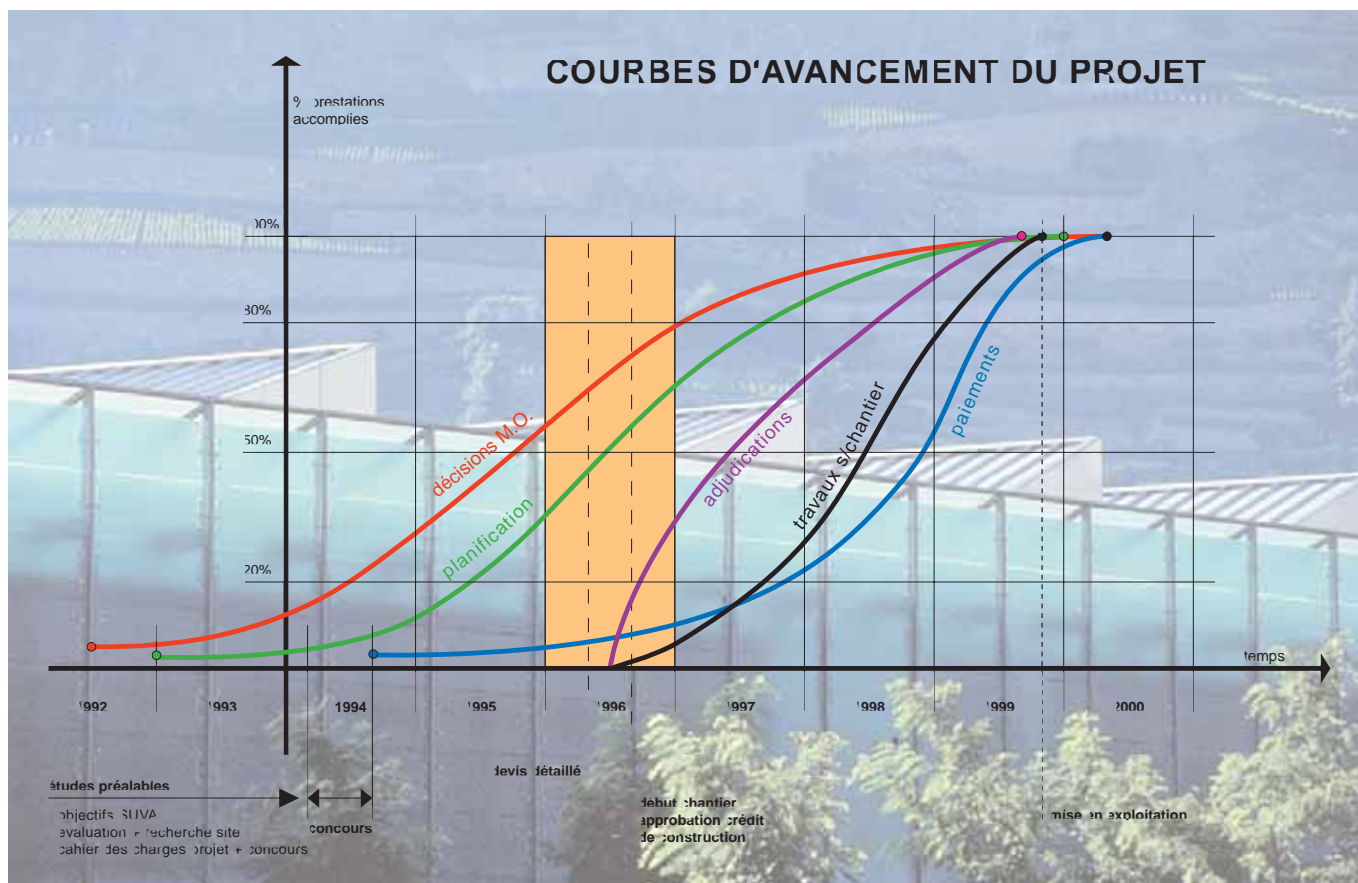 COURBES D'AVANCEMENT DU PROJET
% prestations
accomplies
100%
80%
50%
20%
décisions M.O.
planification
adjudications
travaux s/chantier
paiements
temps
1992 1993 1994 1995 1996 1997 1998 1999 2000
études préalables
objectifs SUVA
évaluation + recherche site
cahier des charges projet + concours
concours
devis détaillé
début chantier
approbation crédit
de construction
mise en exploitation